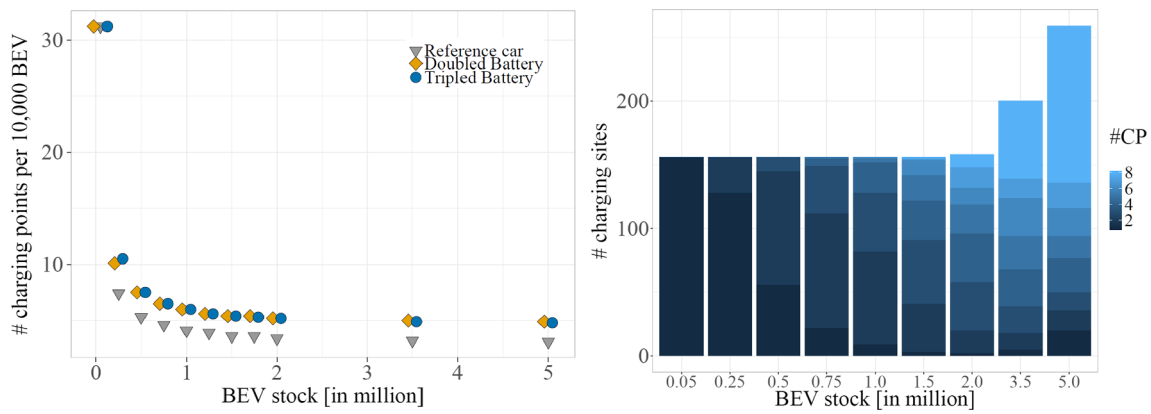 # charging points per 10,000 BEV
30
20
10
Reference car
Doubled Battery
Tripled Battery
0 1 2 3 4 5
BEV stock [in million]
# charging sites
200
100
0
0.05 0.25 0.5 0.75 1.0 1.5 2.0 3.5 5.0
BEV stock [in million]
#CP
8
6
4
2